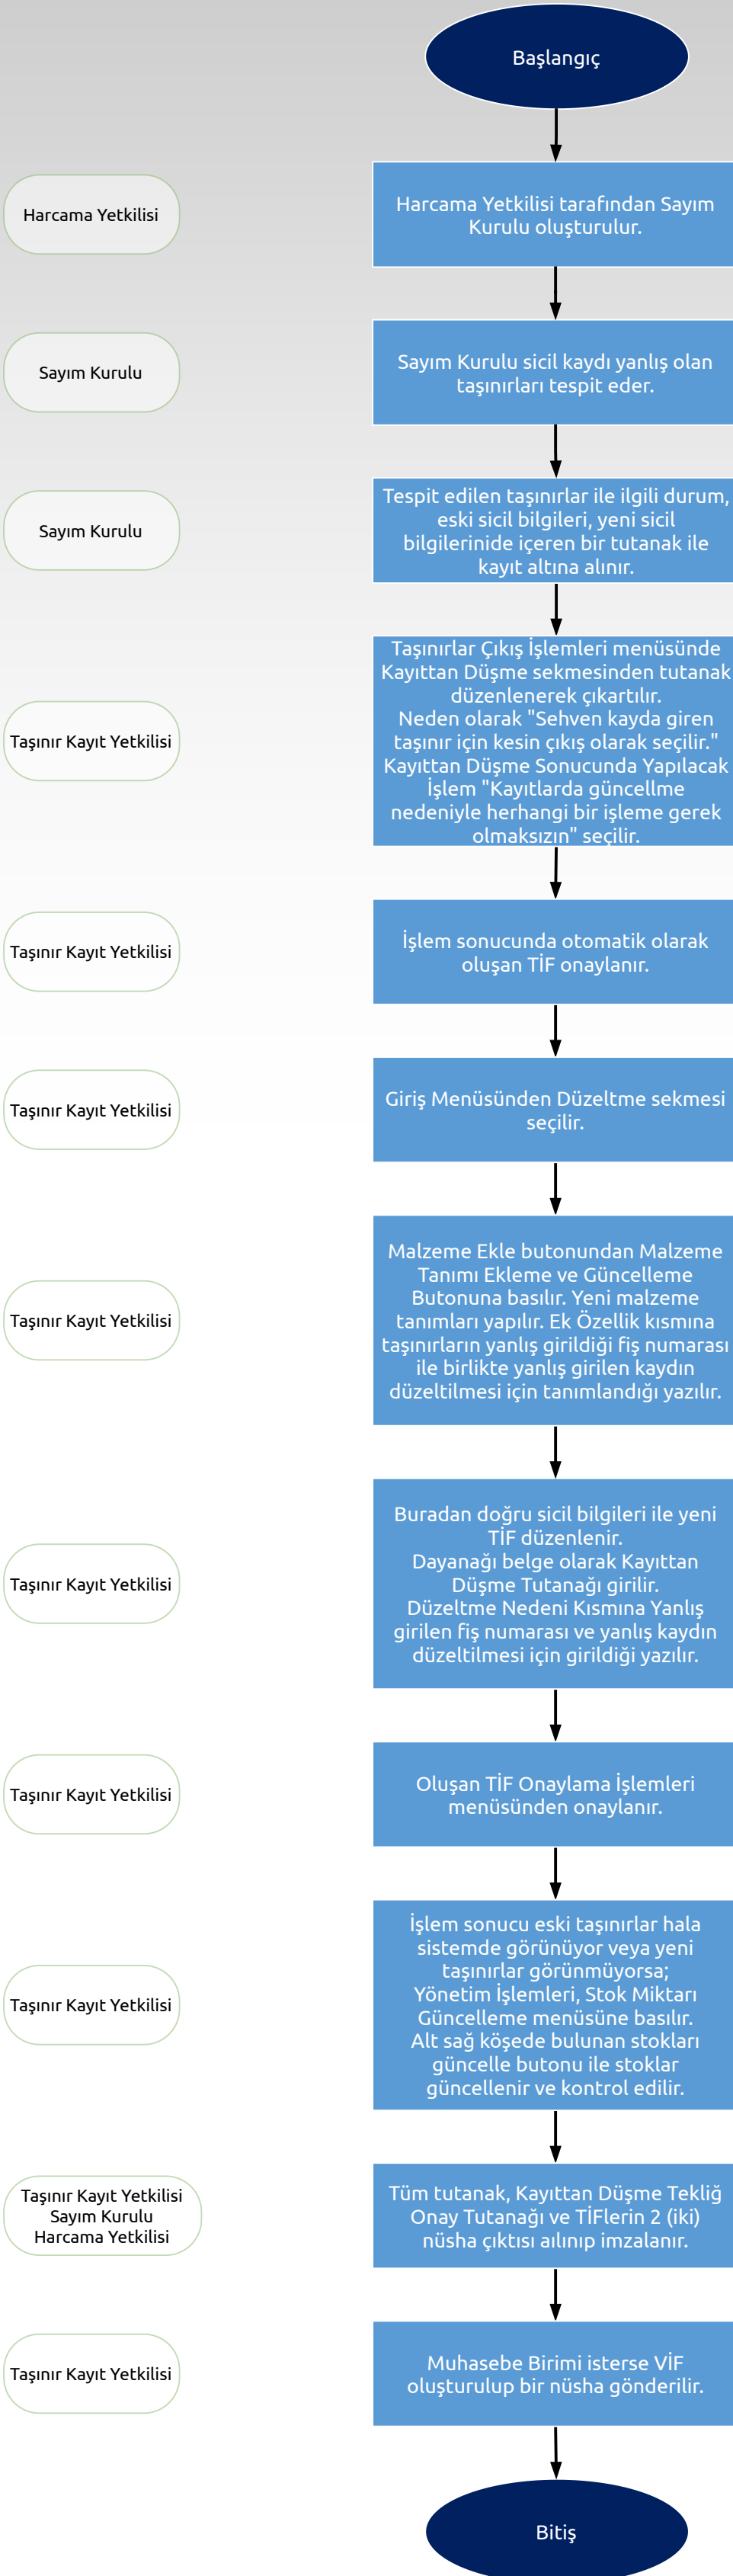 Başlangıç
Harcama Yetkilisi
Harcama Yetkilisi tarafından Sayım
Kurulu oluşturulur.
Sayım Kurulu
Sayım Kurulu sicil kaydı yanlış olan
taşınırları tespit eder.
Sayım Kurulu
Tespit edilen taşınırlar ile ilgili durum,
eski sicil bilgileri, yeni sicil
bilgilerinide içeren bir tutanak ile
kayıt altına alınır.
Taşınır Kayıt Yetkilisi
Taşınırlar Çıkış İşlemleri menüsünde
Kayıttan Düşme sekmesinden tutanak
düzenlenerek çıkartılır.
Neden olarak "Sehven kayda giren
taşınır için kesin çıkış olarak seçilir."
Kayıttan Düşme Sonucunda Yapılacak
İşlem "Kayıtlarda güncellme
nedeniyle herhangi bir işleme gerek
olmaksızın" seçilir.
Taşınır Kayıt Yetkilisi
İşlem sonucunda otomatik olarak
oluşan TİF onaylanır.
Taşınır Kayıt Yetkilisi
Giriş Menüsünden Düzeltme sekmesi
seçilir.
Taşınır Kayıt Yetkilisi
Malzeme Ekle butonundan Malzeme
Tanımı Ekleme ve Güncelleme
Butonuna basılır. Yeni malzeme
tanımları yapılır. Ek Özellik kısmına
taşınırların yanlış girildiği fiş numarası
ile birlikte yanlış girilen kaydın
düzeltilmesi için tanımlandığı yazılır.
Taşınır Kayıt Yetkilisi
Buradan doğru sicil bilgileri ile yeni
TİF düzenlenir.
Dayanağı belge olarak Kayıttan
Düşme Tutanağı girilir.
Düzeltme Nedeni Kısmına Yanlış
girilen fiş numarası ve yanlış kaydın
düzeltilmesi için girildiği yazılır.
Taşınır Kayıt Yetkilisi
Oluşan TİF Onaylama İşlemleri
menüsünden onaylanır.
Taşınır Kayıt Yetkilisi
İşlem sonucu eski taşınırlar hala
sistemde görünüyor veya yeni
taşınırlar görünmüyorsa;
Yönetim İşlemleri, Stok Miktarı
Güncelleme menüsüne basılır.
Alt sağ köşede bulunan stokları
güncelle butonu ile stoklar
güncellenir ve kontrol edilir.
Taşınır Kayıt Yetkilisi
Sayım Kurulu
Harcama Yetkilisi
Tüm tutanak, Kayıttan Düşme Tekliğ
Onay Tutanağı ve TİFlerin 2 (iki)
nüsha çıktısı ailınıp imzalanır.
Taşınır Kayıt Yetkilisi
Muhasebe Birimi isterse VİF
oluşturulup bir nüsha gönderilir.
Bitiş